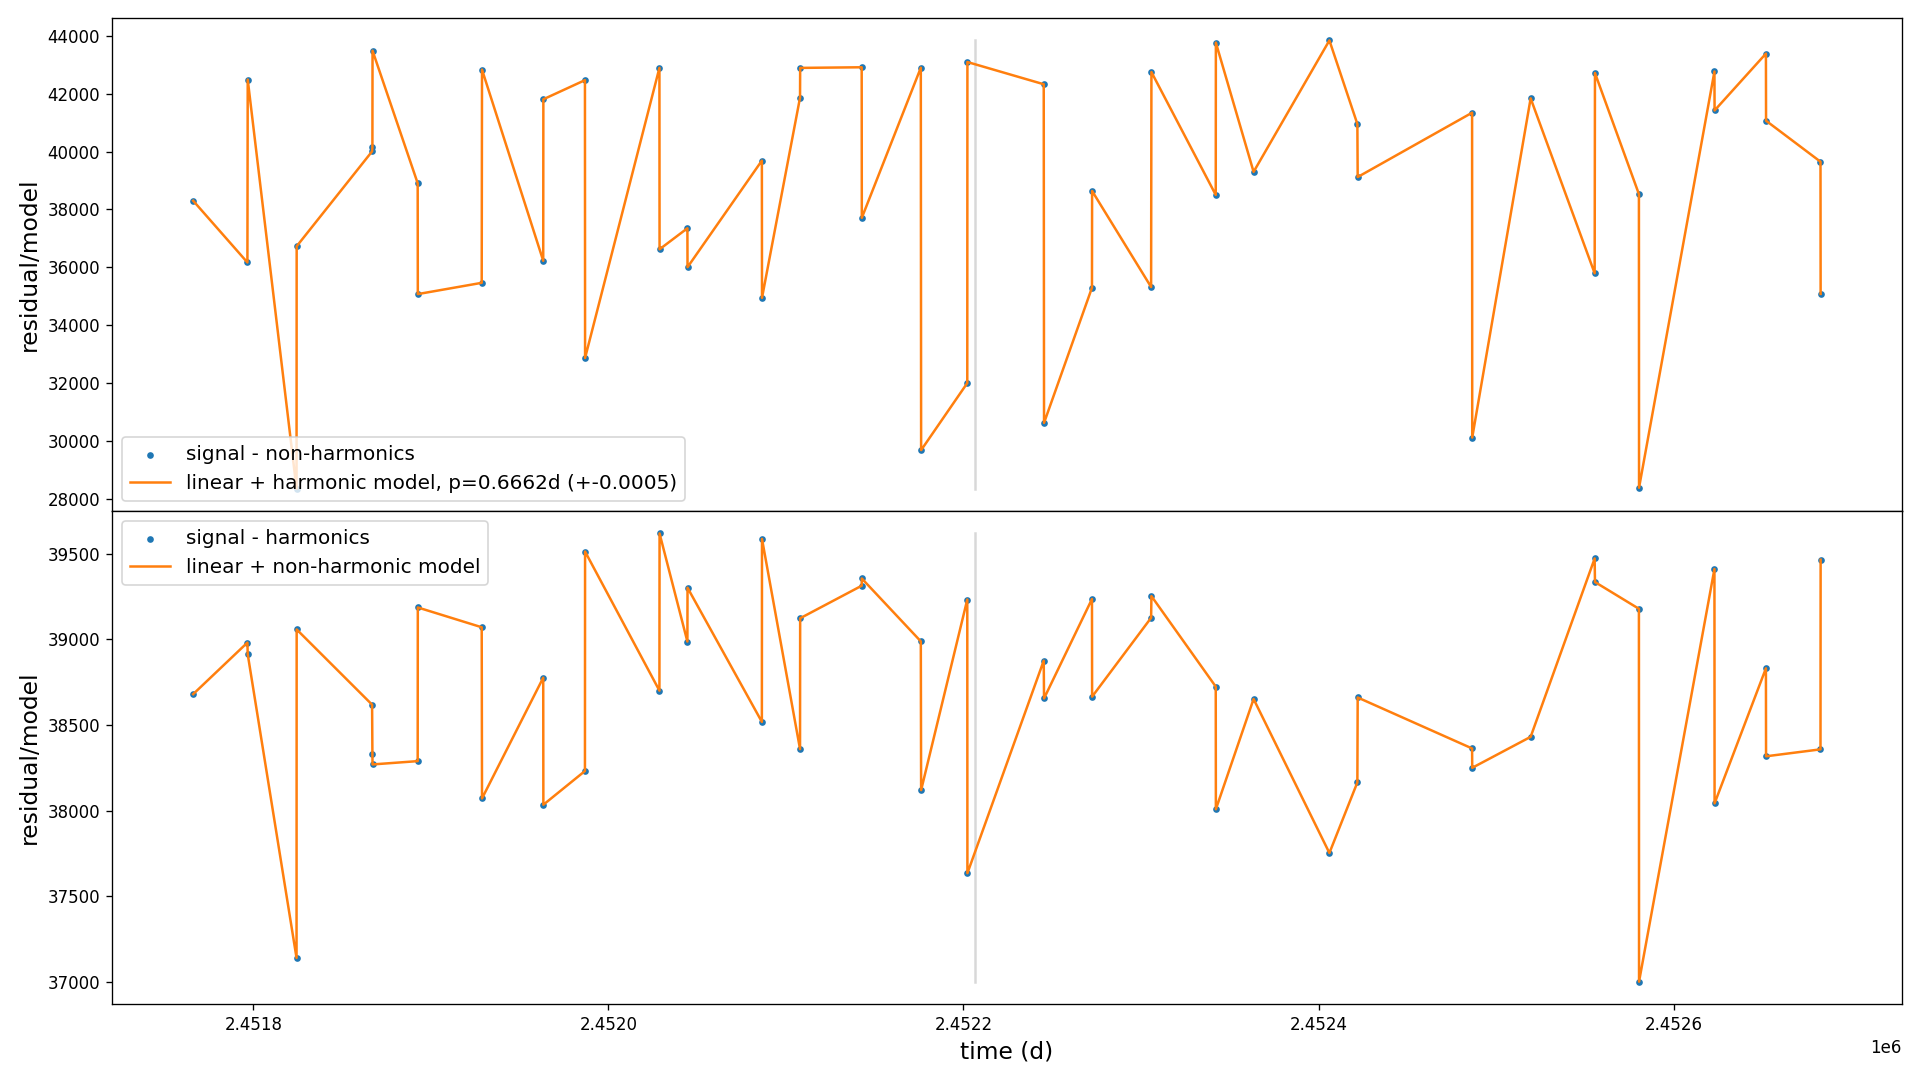 44000
42000
40000
38000
36000
34000
32000
30000
28000
residual/model
signal - non-harmonics
linear + harmonic model, p=0.6662d (+-0.0005)
signal - harmonics
linear + non-harmonic model
39500
39000
38500
38000
37500
37000
residual/model
2.4518
2.4520
2.4522
2.4524
2.4526
time (d)
1e6